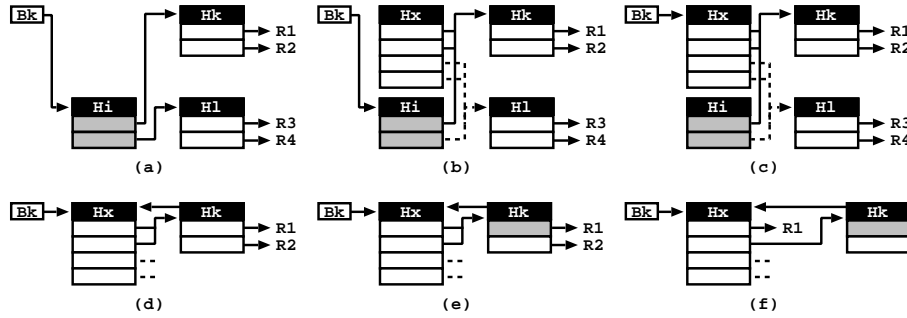 Bk Hk Bk Hx Hk Bk Hx Hk
R1 R1 R1
R2 R2 R2
Hi Hl Hi Hl Hi Hl
R3 R3 R3
R4 R4 R4
(a) (b) (c)
Bk Hx Hk Bk Hx Hk Bk Hx Hk
R1 R1 R1
R2 R2
(d) (e) (f)